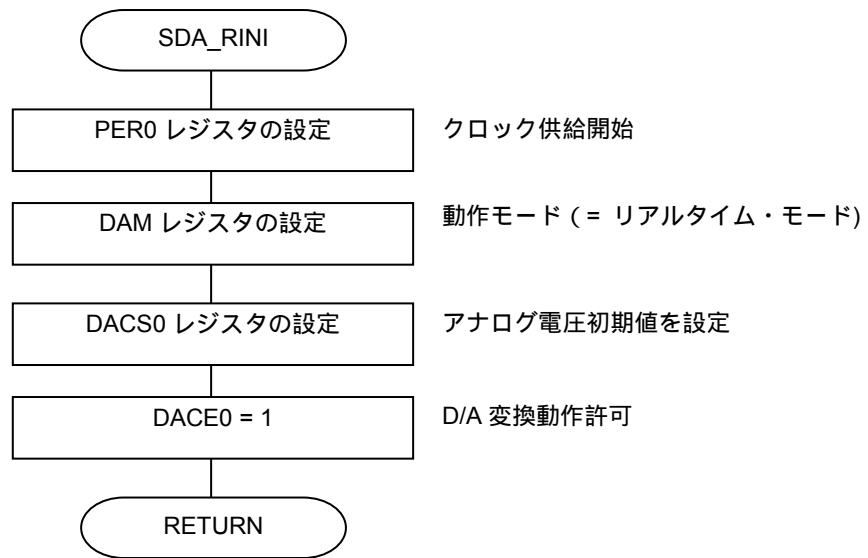 SDA_RINI
PER0 レジスタの設定 クロック供給開始
DAM レジスタの設定 動作モード ( = リアルタイム・モード)
DACS0 レジスタの設定 アナログ電圧初期値を設定
DACE0 = 1 D/A 変換動作許可
RETURN